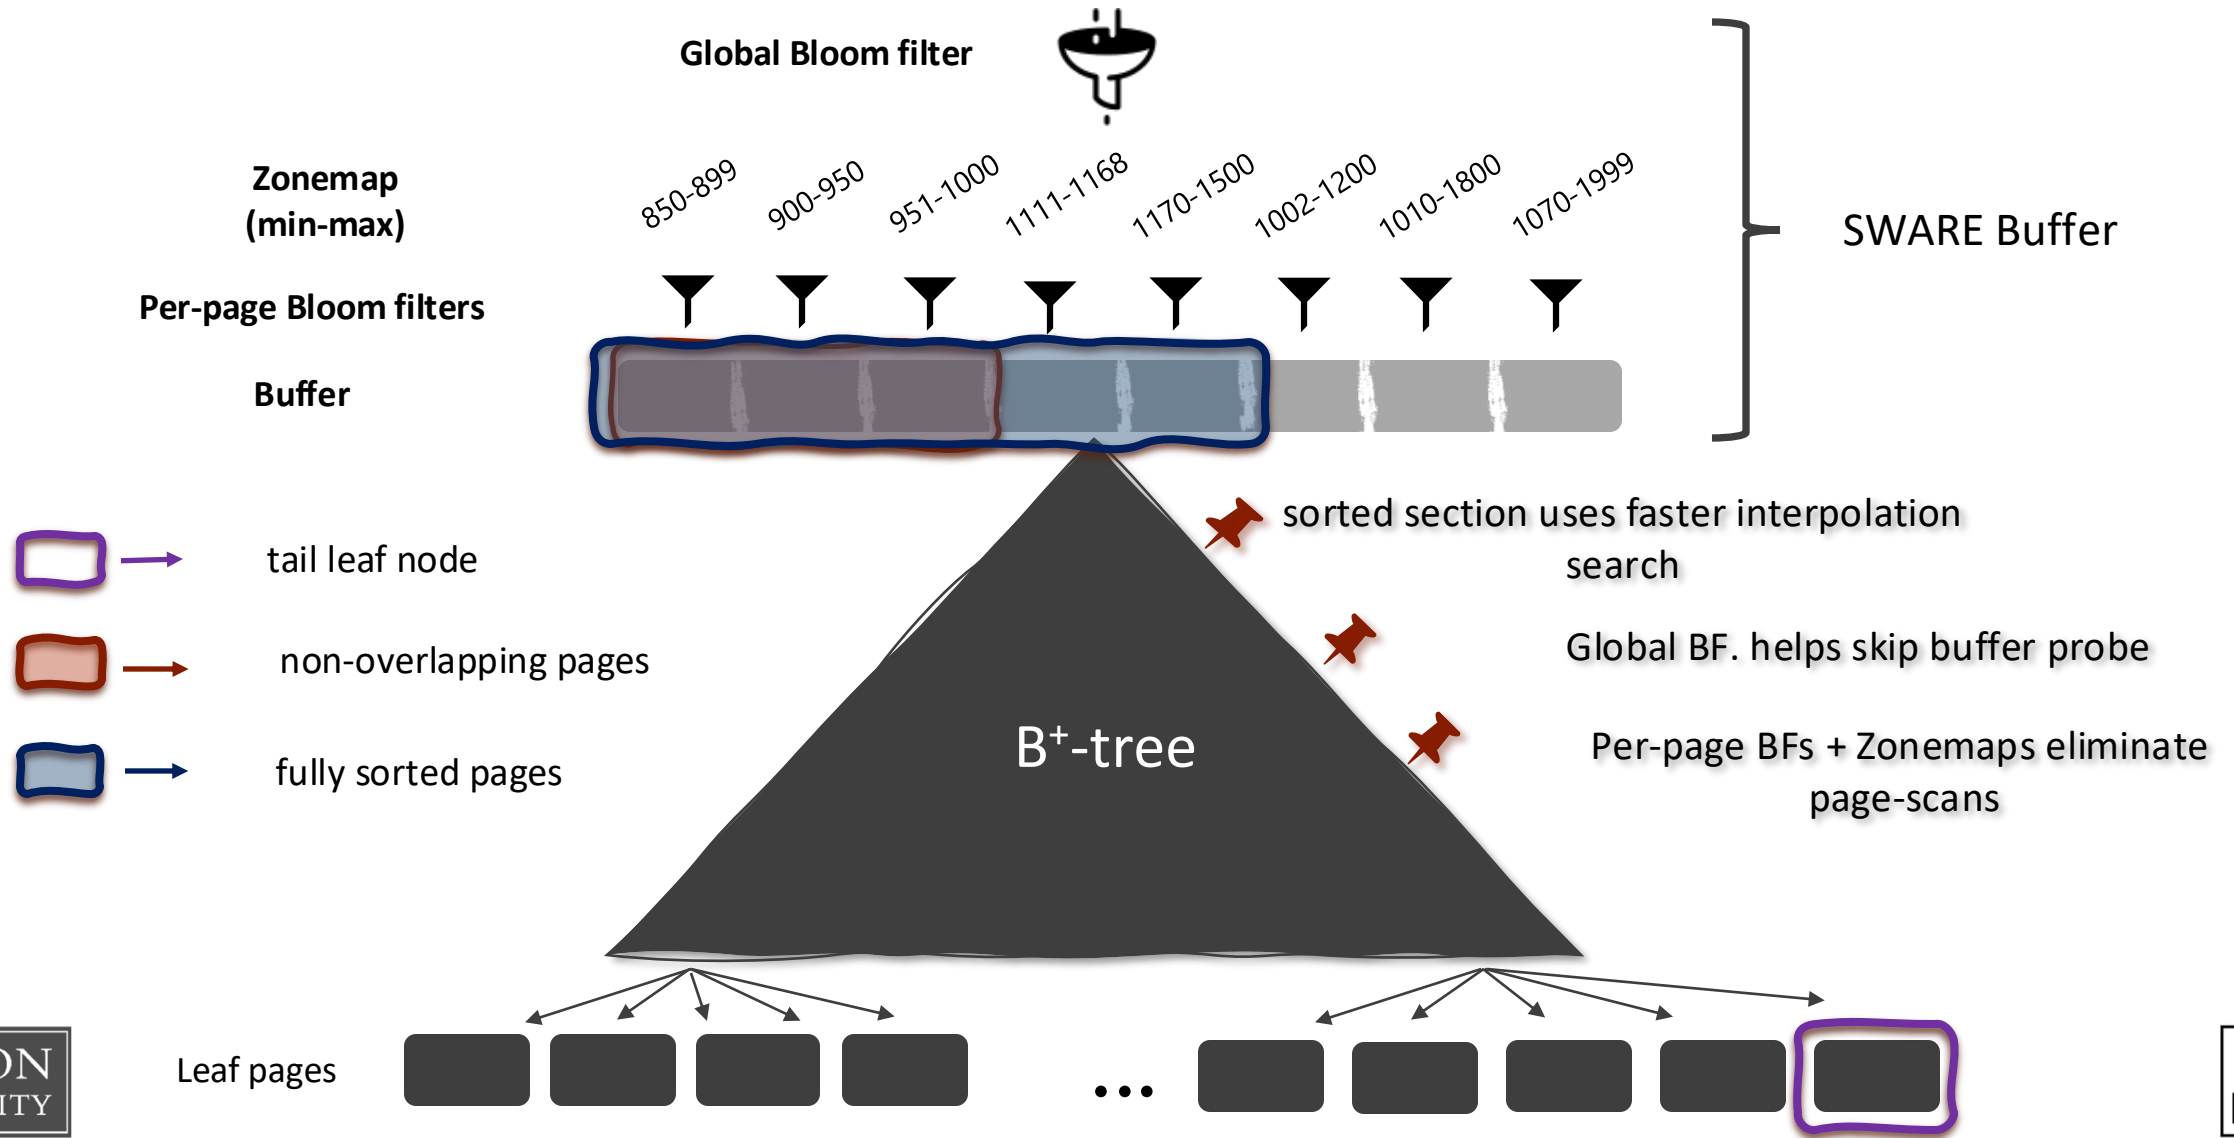 Global Bloom filter
Zonemap
(min-max)
850-899
900-950
951-1000
1111-1168
1170-1500
1002-1200
1010-1800
1070-1999
SWARE Buffer
Per-page Bloom filters
Buffer
sorted section uses faster interpolation
search
tail leaf node
Global BF. helps skip buffer probe
non-overlapping pages
B⁺-tree
Per-page BFs + Zonemaps eliminate
page-scans
fully sorted pages
Leaf pages
...
ON
ITY